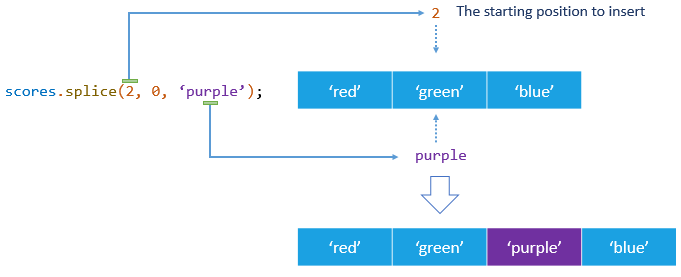 2 The starting position to insert
scores.splice(2, 0, ‘purple’);
‘red’ ‘green’ ‘blue’
purple
‘red’ ‘green’ ‘purple’ ‘blue’